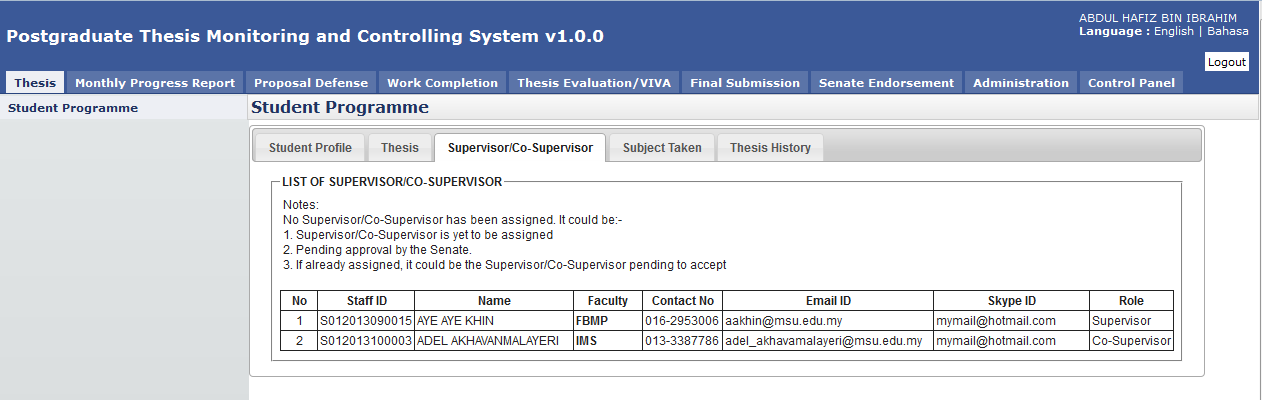 ABDUL HAFIZ BIN IBRAHIM
Postgraduate Thesis Monitoring and Controlling System v1.0.0
Language : English | Bahasa
Logout
Thesis Monthly Progress Report Proposal Defense Work Completion Thesis Evaluation/VIVA Final Submission Senate Endorsement Administration Control Panel
Student Programme
Student Programme
Student Profile Thesis Supervisor/Co-Supervisor Subject Taken Thesis History
LIST OF SUPERVISOR/CO-SUPERVISOR
Notes:
No Supervisor/Co-Supervisor has been assigned. It could be:-
1. Supervisor/Co-Supervisor is yet to be assigned
2. Pending approval by the Senate.
3. If already assigned, it could be the Supervisor/Co-Supervisor pending to accept
No Staff ID Name Faculty Contact No Email ID Skype ID Role
1 S012013090015 AYE AYE KHIN FBMP 016-2953006 aakhin@msu.edu.my mymail@hotmail.com Supervisor
2 S012013100003 ADEL AKHAVANMALAYERI IMS 013-3387786 adel_akhavamalayeri@msu.edu.my mymail@hotmail.com Co-Supervisor